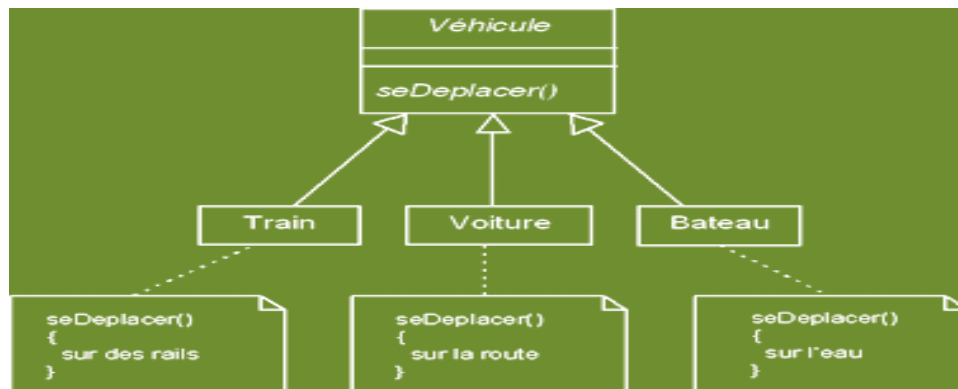 Véhicule
seDeplacer()
Train
Voiture
Bateau
seDeplacer()
{
sur des rails
}
seDeplacer()
{
sur la route
}
seDeplacer()
{
sur l'eau
}